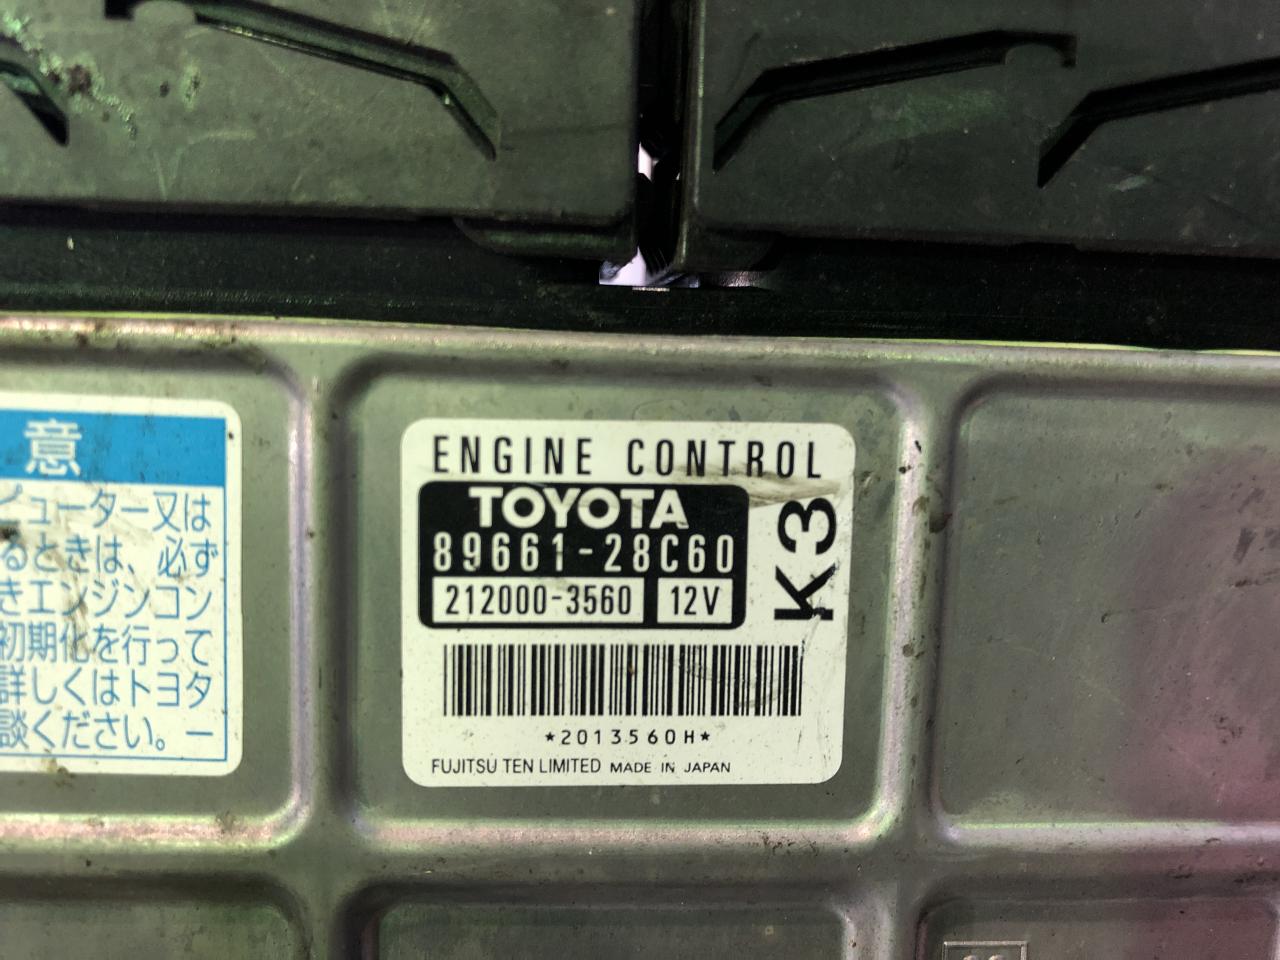 意
ピューター又は
るときは、必ず
きエンジンコン
初期化を行って
詳しくはトヨタ
談ください。ー
ENGINE CONTROL
TOYOTA
89661-28C60
212000-3560 12V
K3
*2013560H*
FUJITSU TEN LIMITED MADE IN JAPAN